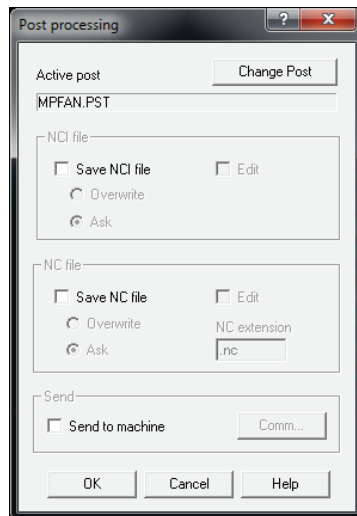 Post processing
Active post
Change Post
MPFAN.PST
NCI file
Save NCI file
Edit
Overwrite
Ask
NC file
Save NC file
Edit
Overwrite
NC extension
Ask
.nc
Send
Send to machine
Comm...
OK
Cancel
Help